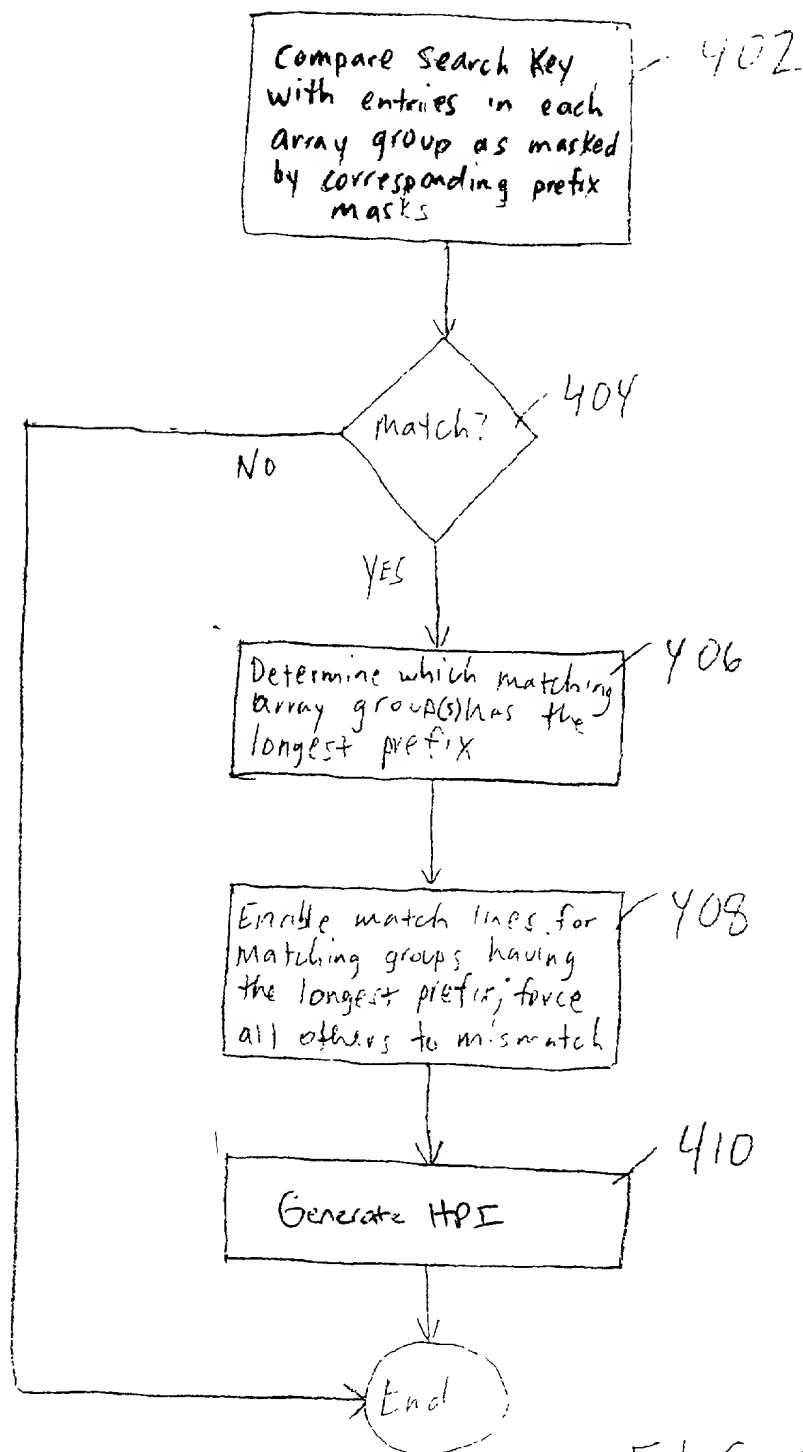 Compare Search Key
with entries in each
array group as masked
by corresponding prefix
masks
402
Match?
404
NO
YES
Determine which matching
array group(s) has the
longest prefix
406
Enable match lines for
matching groups having
the longest prefix; force
all others to mismatch
408
Generate HPI
410
End